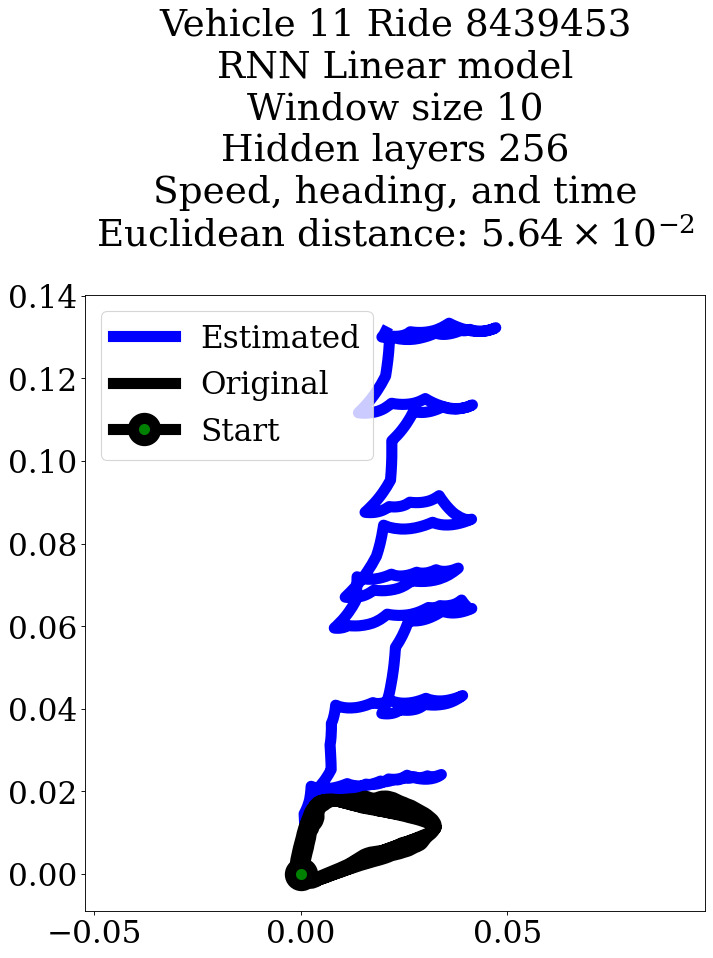 Vehicle 11 Ride 8439453
RNN Linear model
Window size 10
Hidden layers 256
Speed, heading, and time
Euclidean distance: 5.64 × 10⁻²
0.14
0.12
0.10
0.08
0.06
0.04
0.02
0.00
Estimated
Original
Start
−0.05 0.00 0.05